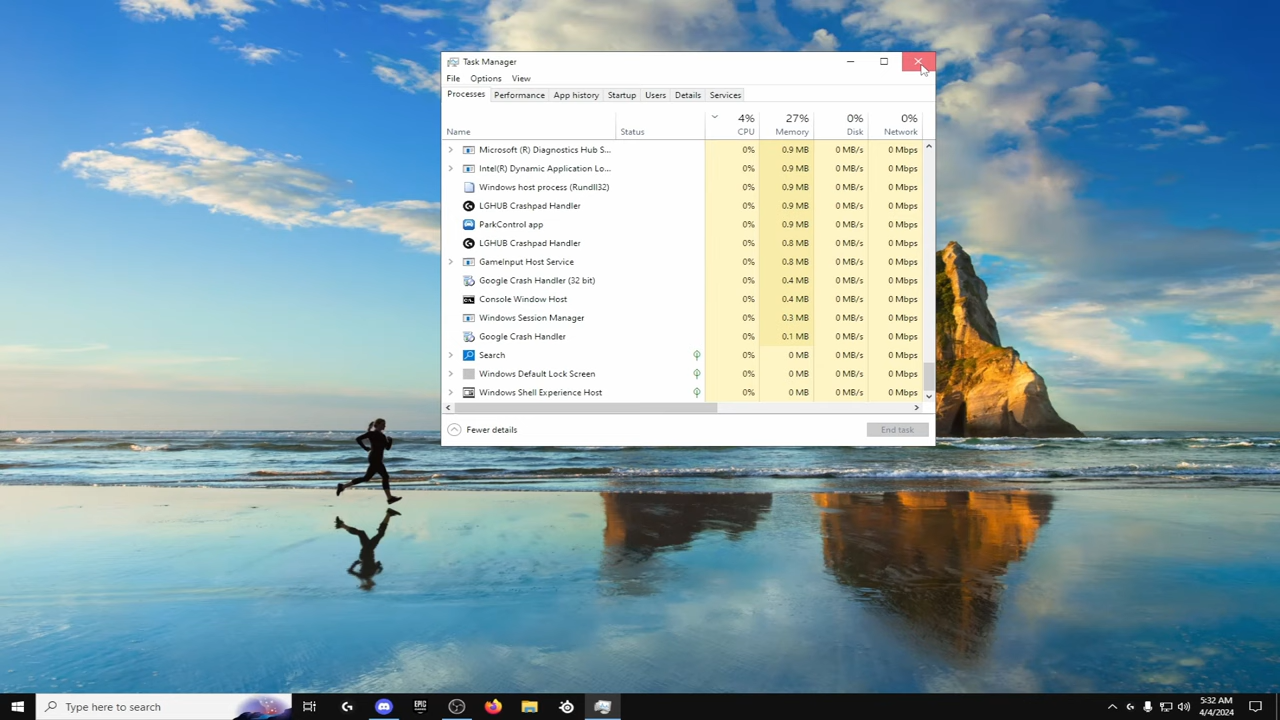 Task Manager
File Options View
Processes Performance App history Startup Users Details Services
4% 27% 0% 0%
Name Status CPU Memory Disk Network
Microsoft (R) Diagnostics Hub S... 0% 0.9 MB 0 MB/s 0 Mbps
Intel(R) Dynamic Application Lo... 0% 0.9 MB 0 MB/s 0 Mbps
Windows host process (Rundll32) 0% 0.9 MB 0 MB/s 0 Mbps
LGHUB Crashpad Handler 0% 0.9 MB 0 MB/s 0 Mbps
ParkControl app 0% 0.9 MB 0 MB/s 0 Mbps
LGHUB Crashpad Handler 0% 0.8 MB 0 MB/s 0 Mbps
GameInput Host Service 0% 0.8 MB 0 MB/s 0 Mbps
Google Crash Handler (32 bit) 0% 0.4 MB 0 MB/s 0 Mbps
Console Window Host 0% 0.4 MB 0 MB/s 0 Mbps
Windows Session Manager 0% 0.3 MB 0 MB/s 0 Mbps
Google Crash Handler 0% 0.1 MB 0 MB/s 0 Mbps
Search 0% 0 MB 0 MB/s 0 Mbps
Windows Default Lock Screen 0% 0 MB 0 MB/s 0 Mbps
Windows Shell Experience Host 0% 0 MB 0 MB/s 0 Mbps
Fewer details End task
Type here to search
EPIC
5:32 AM
4/4/2024